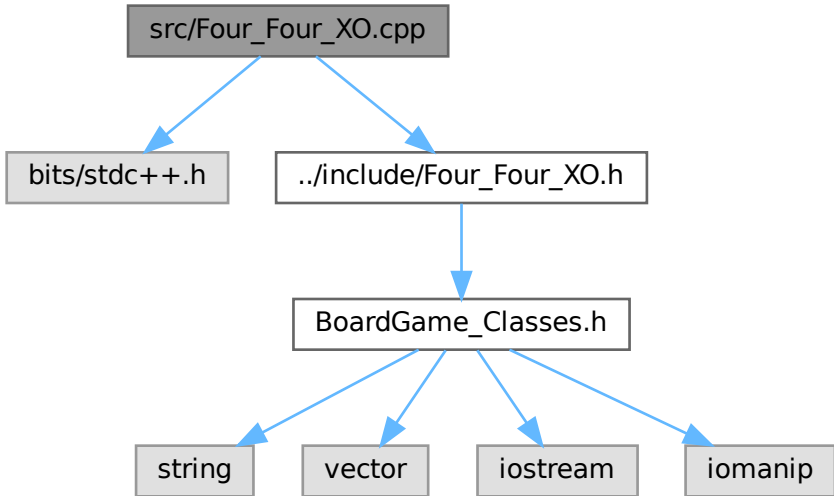 src/Four_Four_XO.cpp
bits/stdc++.h
../include/Four_Four_XO.h
BoardGame_Classes.h
string
vector
iostream
iomanip